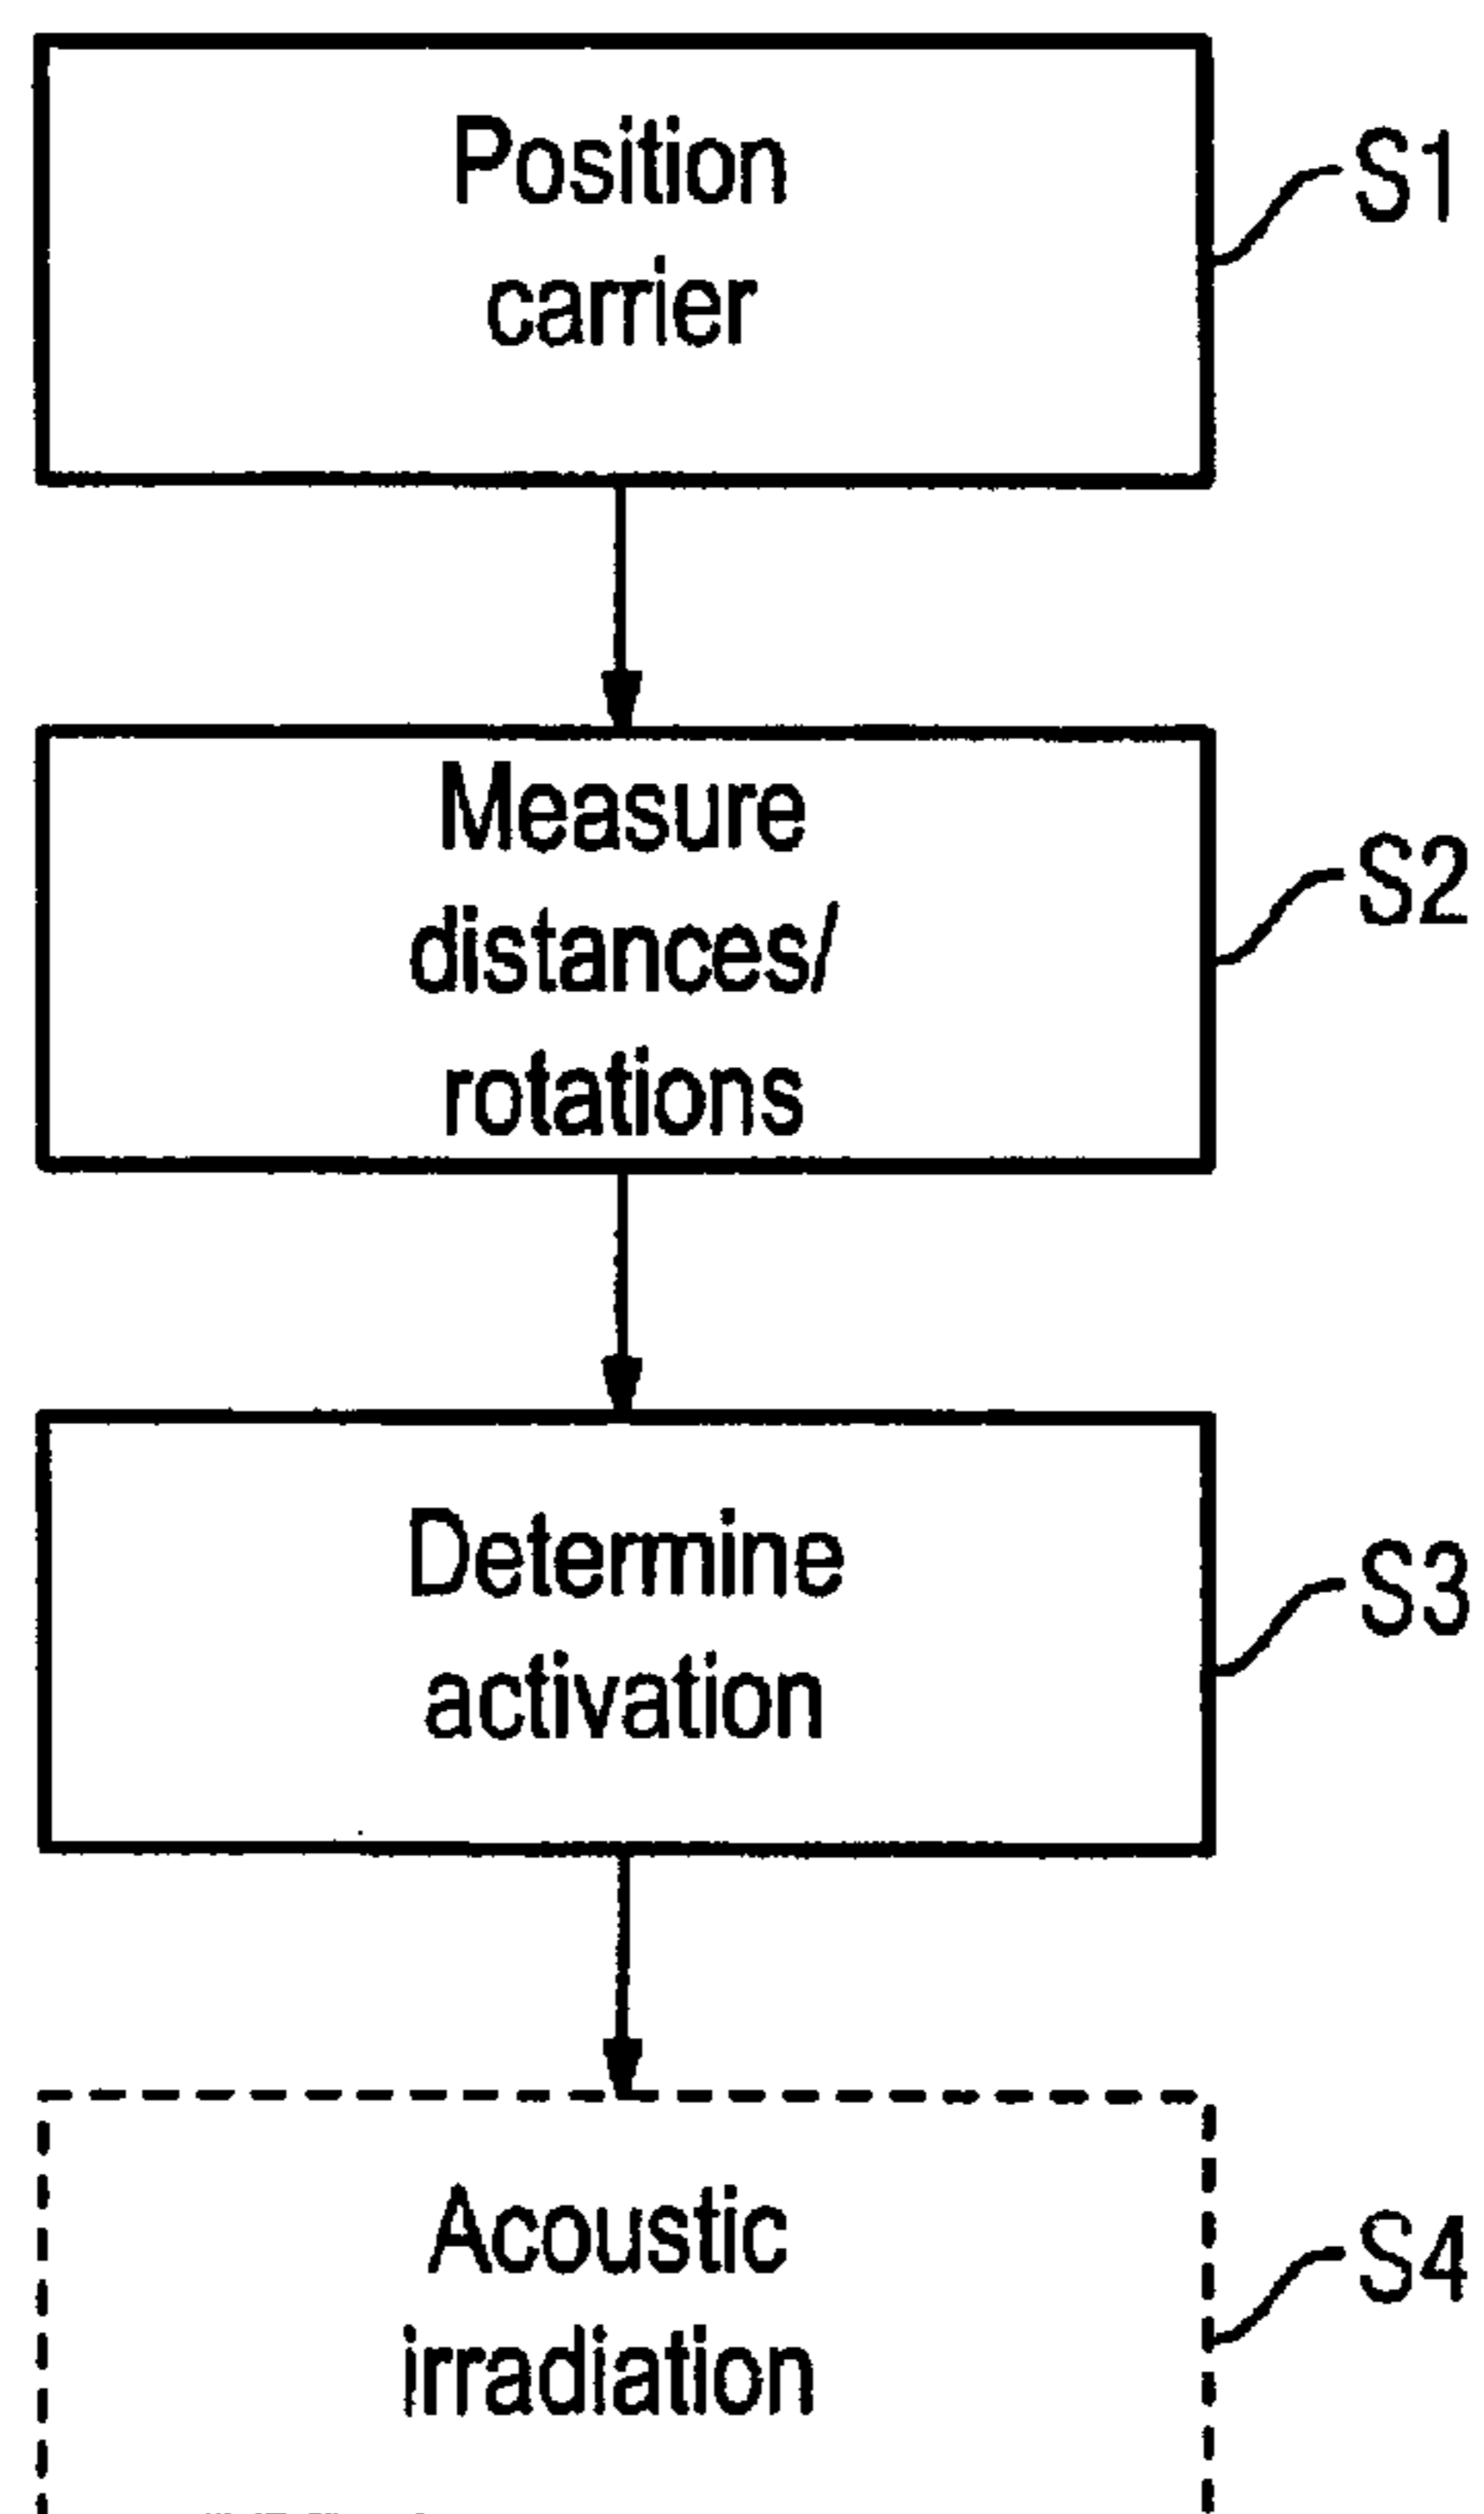 Position
carrier
S1
Measure
distances/
rotations
S2
Determine
activation
S3
Acoustic
irradiation
S4